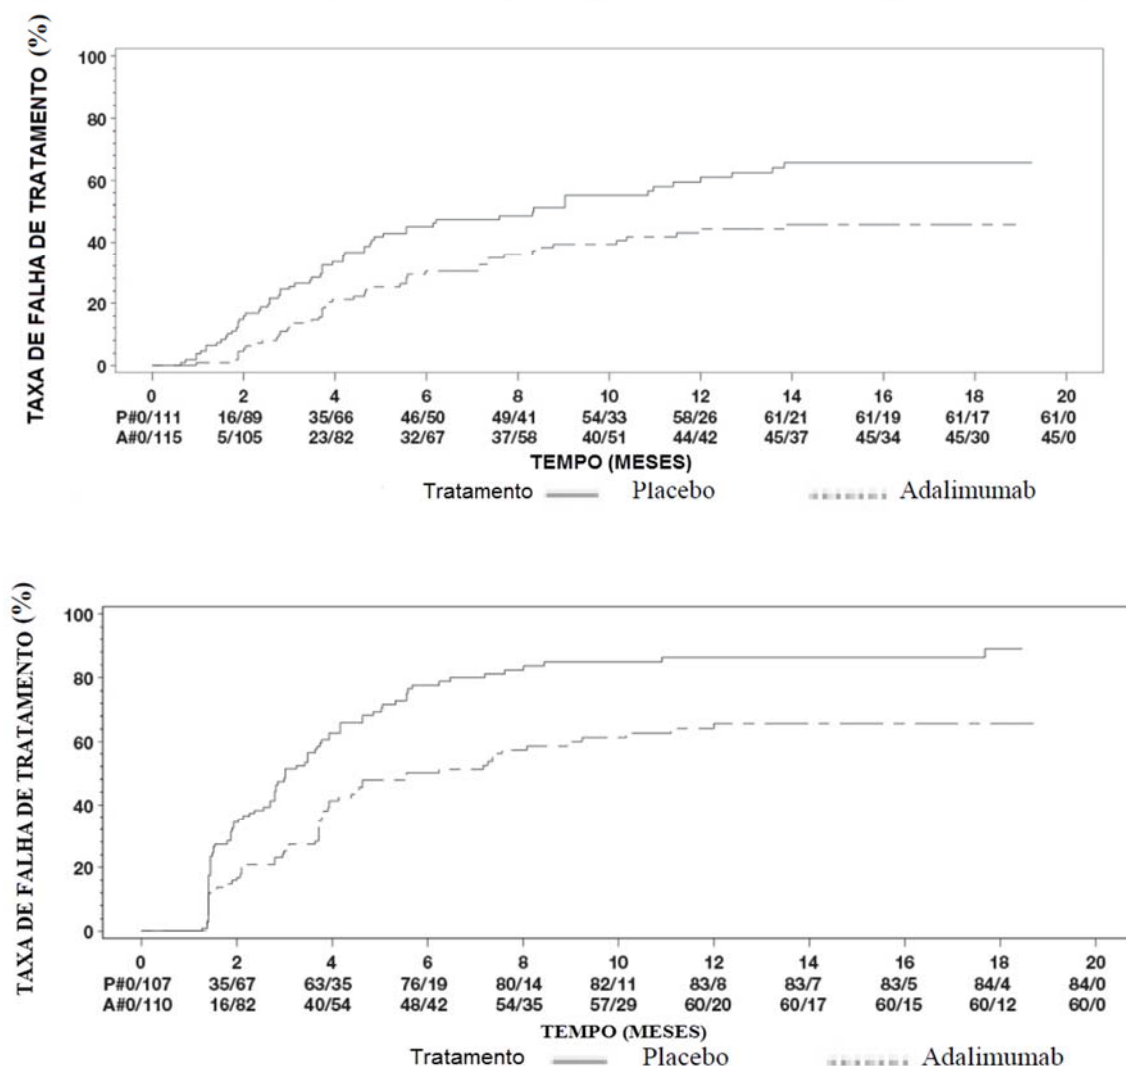 TAXA DE FALHA DE TRATAMENTO (%)
100
80
60
40
20
0
0 2 4 6 8 10 12 14 16 18 20
P#0/111 16/89 35/66 46/50 49/41 54/33 58/26 61/21 61/19 61/17 61/0
A#0/115 5/105 23/82 32/67 37/58 40/51 44/42 45/37 45/34 45/30 45/0
TEMPO (MESES)
Tratamento Placebo Adalimumab
TAXA DE FALHA DE TRATAMENTO (%)
100
80
60
40
20
0
0 2 4 6 8 10 12 14 16 18 20
P#0/107 35/67 63/35 76/19 80/14 82/11 83/8 83/7 83/5 84/4 84/0
A#0/110 16/82 40/54 48/42 54/35 57/29 60/20 60/17 60/15 60/12 60/0
TEMPO (MESES)
Tratamento Placebo Adalimumab